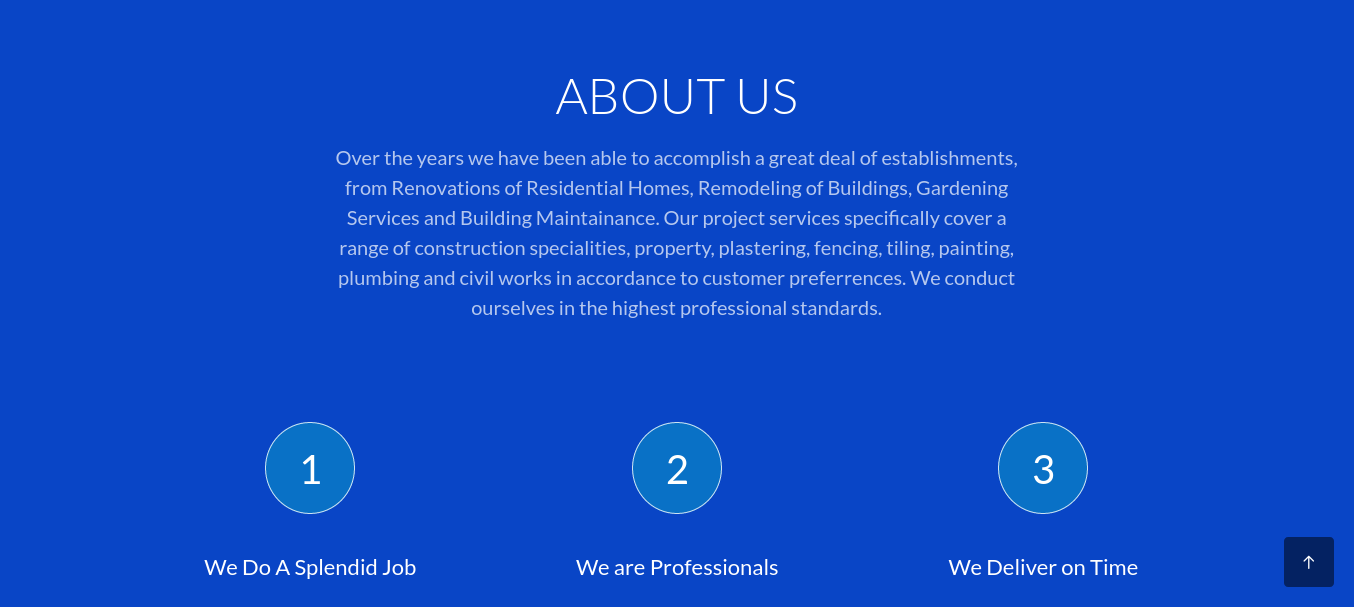 ABOUT US
Over the years we have been able to accomplish a great deal of establishments,
from Renovations of Residential Homes, Remodeling of Buildings, Gardening
Services and Building Maintainance. Our project services specifically cover a
range of construction specialities, property, plastering, fencing, tiling, painting,
plumbing and civil works in accordance to customer preferrences. We conduct
ourselves in the highest professional standards.
1
2
3
We Do A Splendid Job
We are Professionals
We Deliver on Time